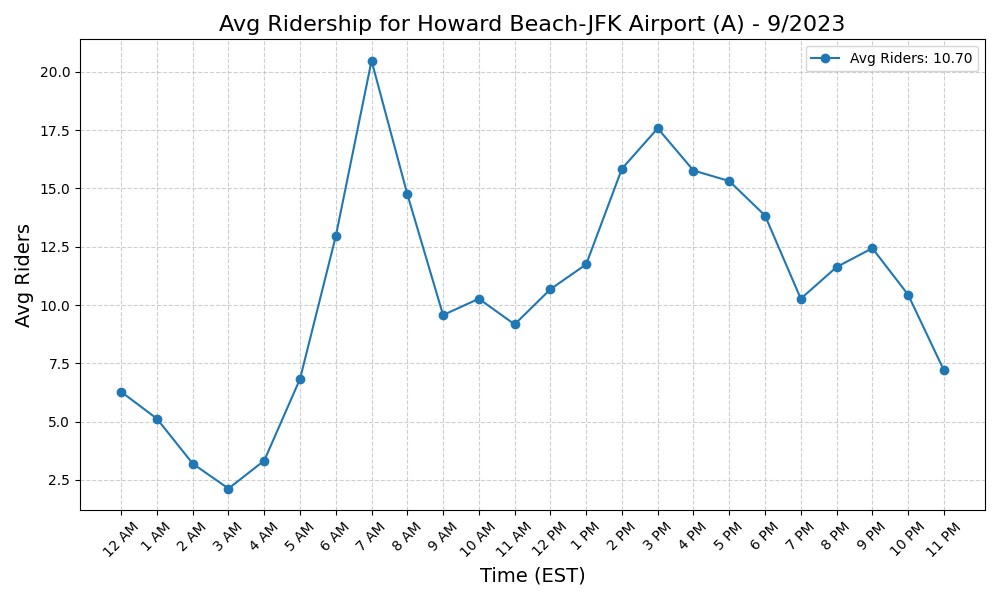 Avg Ridership for Howard Beach-JFK Airport (A) - 9/2023
Avg Riders: 10.70
Avg Riders
20.0
17.5
15.0
12.5
10.0
7.5
5.0
2.5
12 AM
1 AM
2 AM
3 AM
4 AM
5 AM
6 AM
7 AM
8 AM
9 AM
10 AM
11 AM
12 PM
1 PM
2 PM
3 PM
4 PM
5 PM
6 PM
7 PM
8 PM
9 PM
10 PM
11 PM
Time (EST)